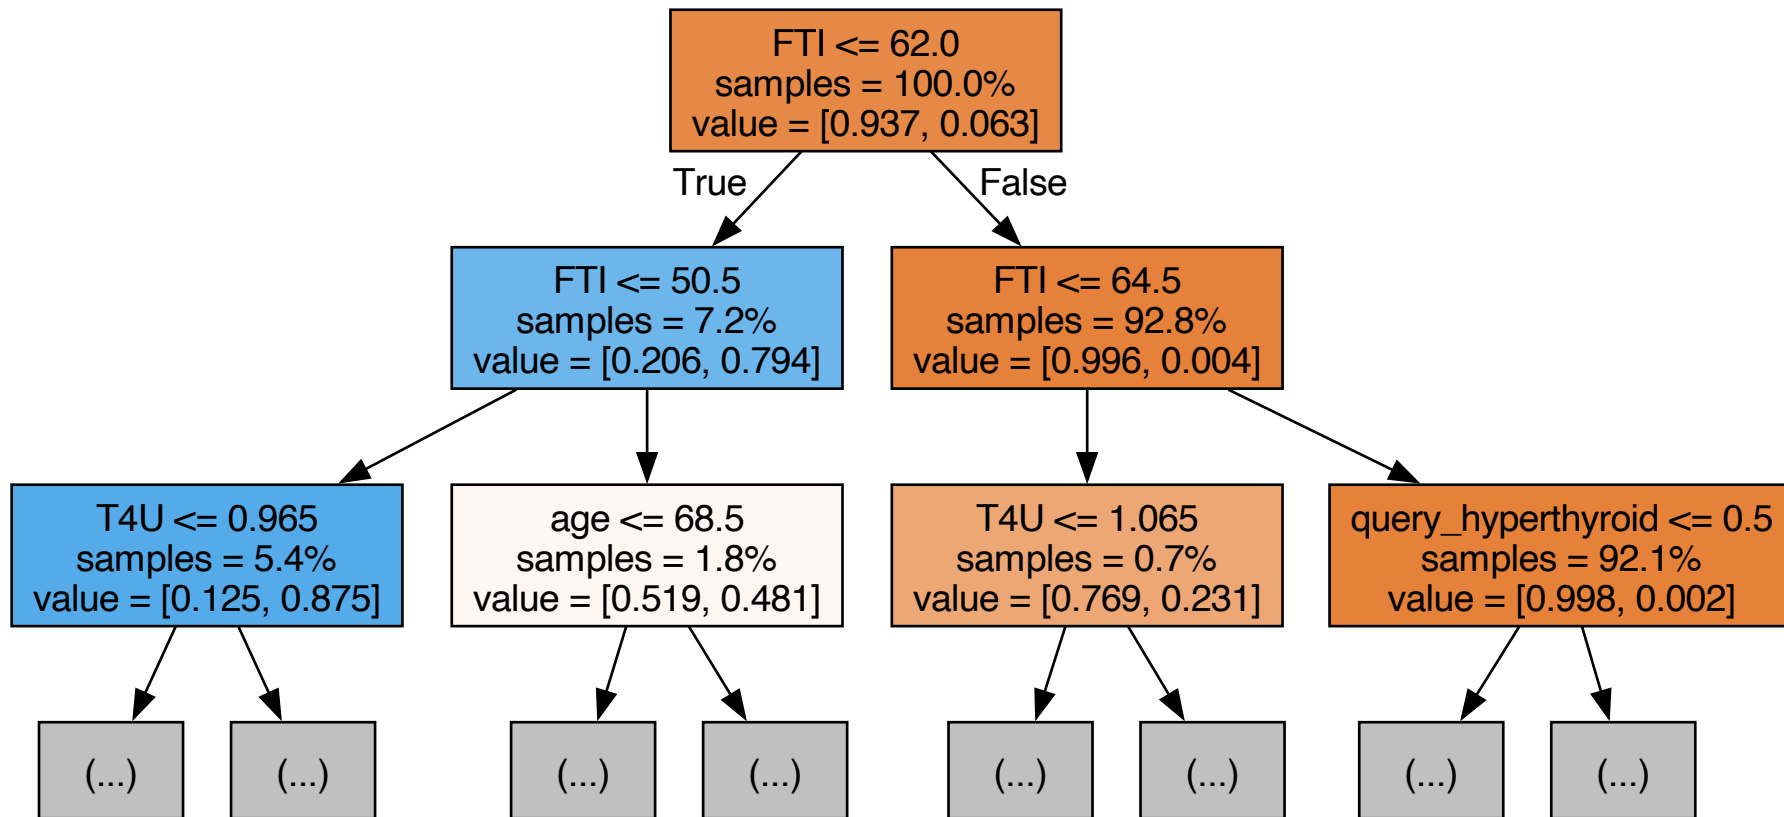 FTI <= 62.0
samples = 100.0%
value = [0.937, 0.063]
True
False
FTI <= 50.5
samples = 7.2%
value = [0.206, 0.794]
FTI <= 64.5
samples = 92.8%
value = [0.996, 0.004]
T4U <= 0.965
samples = 5.4%
value = [0.125, 0.875]
age <= 68.5
samples = 1.8%
value = [0.519, 0.481]
T4U <= 1.065
samples = 0.7%
value = [0.769, 0.231]
query_hyperthyroid <= 0.5
samples = 92.1%
value = [0.998, 0.002]
(...)
(...)
(...)
(...)
(...)
(...)
(...)
(...)